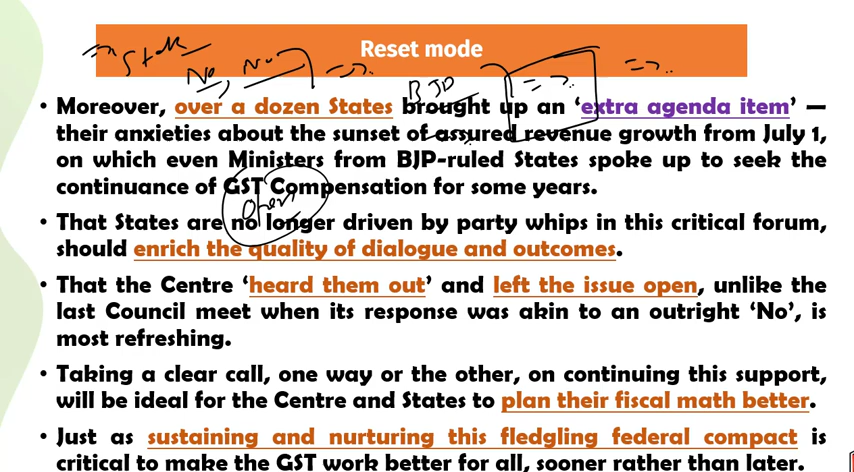 Reset mode
State
No, No
BJP
• Moreover, over a dozen States brought up an ‘extra agenda item’ —
their anxieties about the sunset of assured revenue growth from July 1,
on which even Ministers from BJP-ruled States spoke up to seek the
continuance of GST Compensation for some years.
open
• That States are no longer driven by party whips in this critical forum,
should enrich the quality of dialogue and outcomes.
• That the Centre ‘heard them out’ and left the issue open, unlike the
last Council meet when its response was akin to an outright ‘No’, is
most refreshing.
• Taking a clear call, one way or the other, on continuing this support,
will be ideal for the Centre and States to plan their fiscal math better.
• Just as sustaining and nurturing this fledgling federal compact is
critical to make the GST work better for all, sooner rather than later.